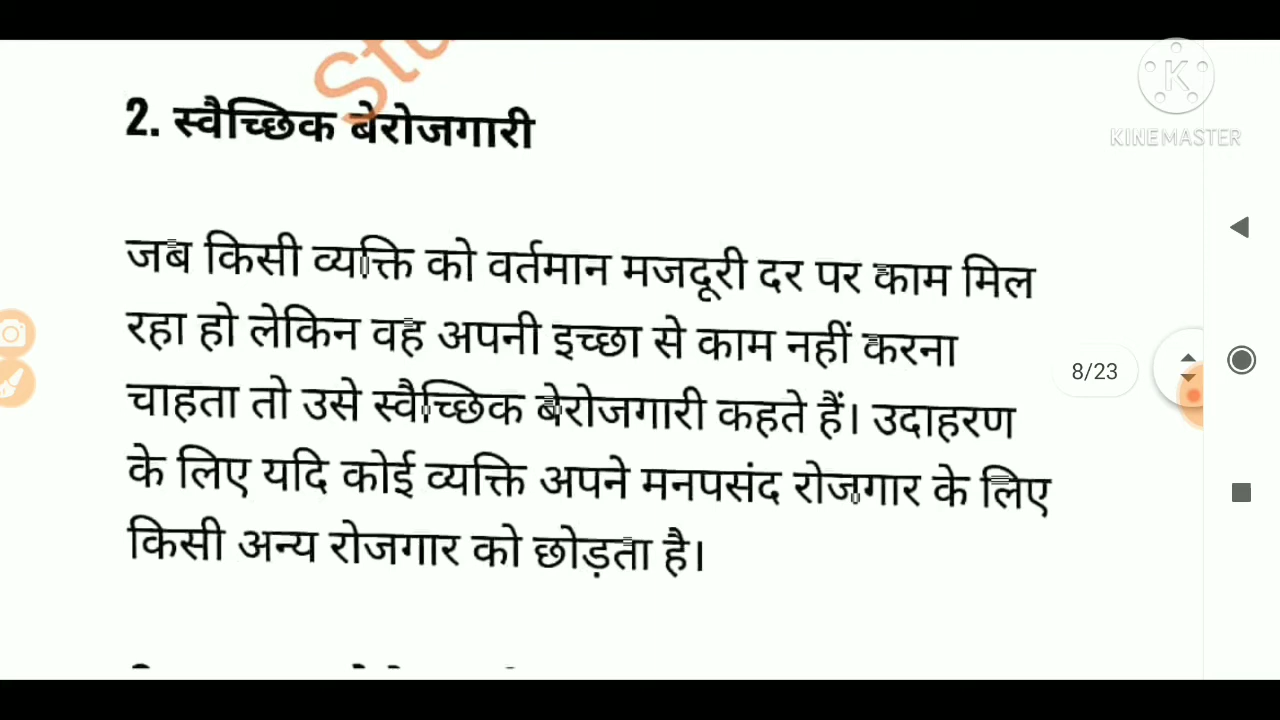 Stu
KINEMASTER
2. स्वैच्छिक बेरोजगारी
जब किसी व्यक्ति को वर्तमान मजदूरी दर पर काम मिल
रहा हो लेकिन वह अपनी इच्छा से काम नहीं करना
चाहता तो उसे स्वैच्छिक बेरोजगारी कहते हैं। उदाहरण
के लिए यदि कोई व्यक्ति अपने मनपसंद रोजगार के लिए
किसी अन्य रोजगार को छोड़ता है।
8/23